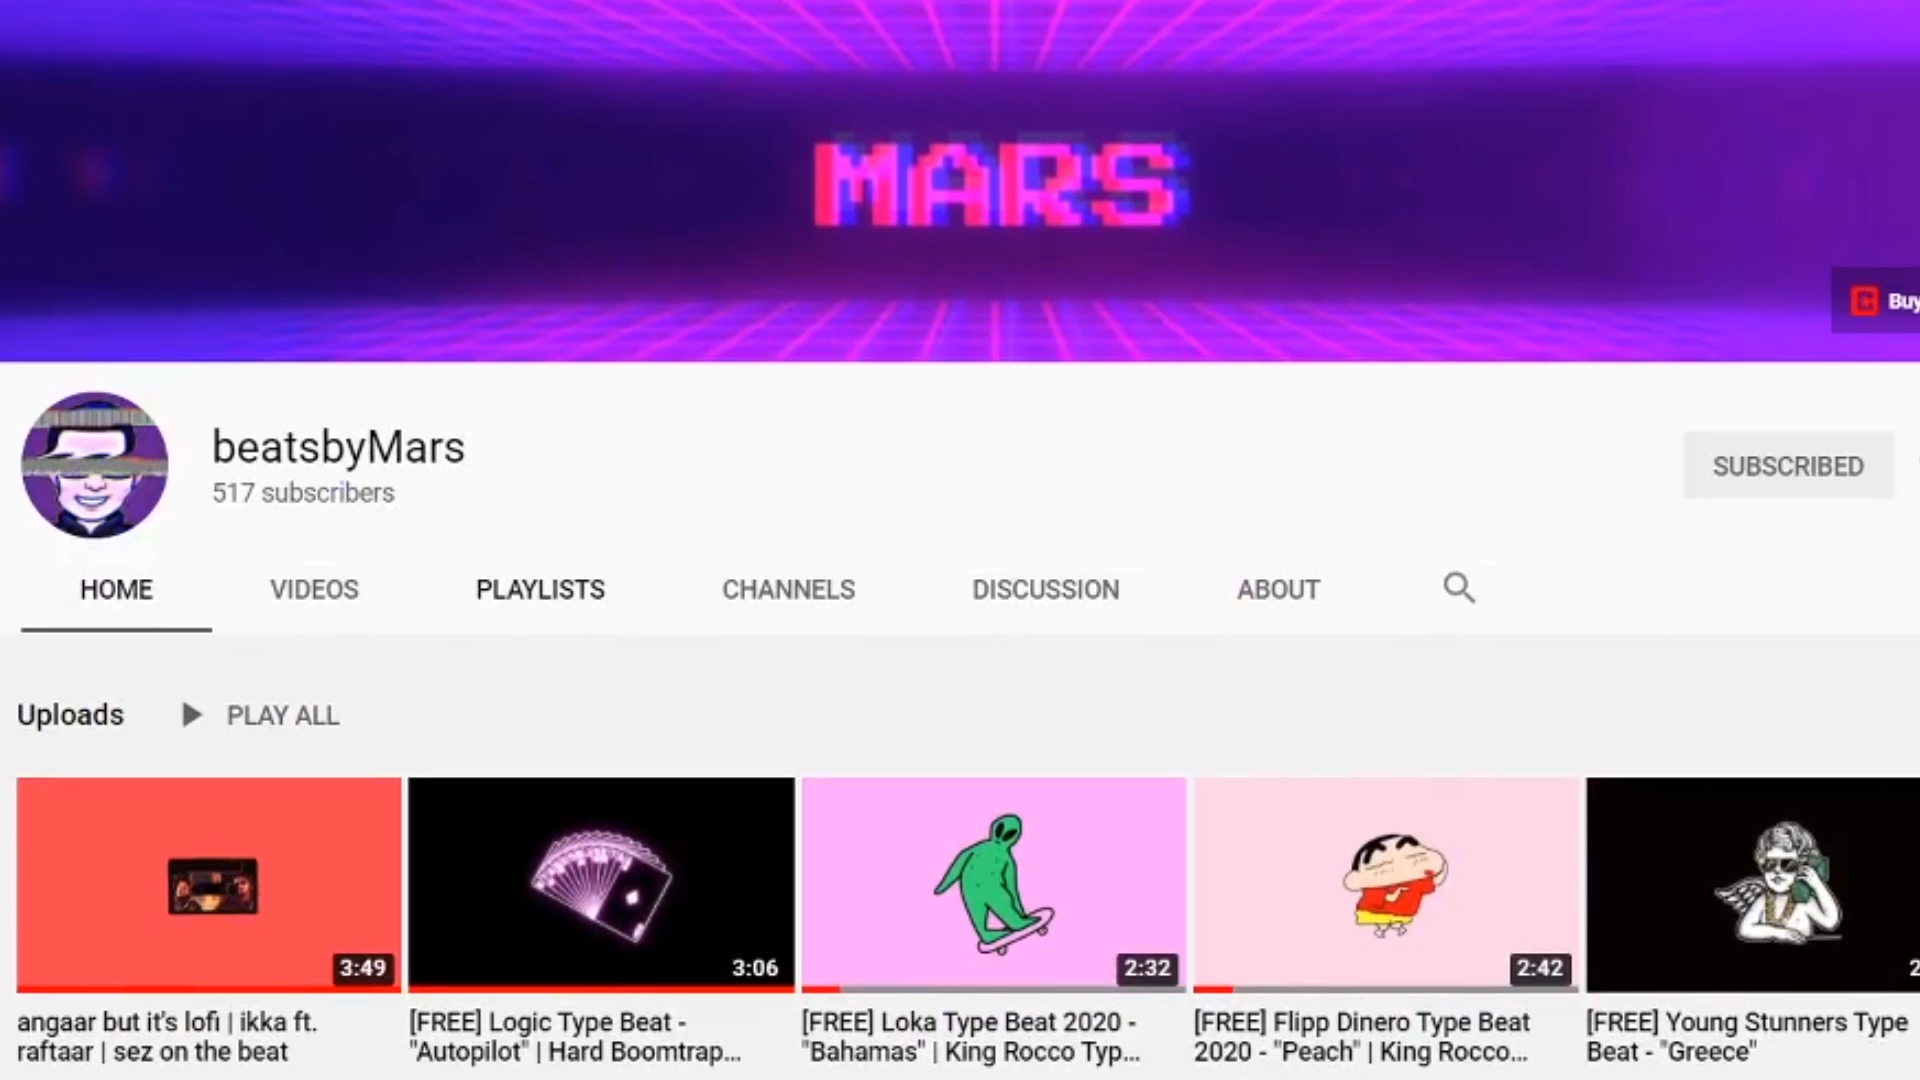 MARS
Buy
beatsbyMars
517 subscribers
SUBSCRIBED
HOME VIDEOS PLAYLISTS CHANNELS DISCUSSION ABOUT
Uploads PLAY ALL
3:49 3:06 2:32 2:42 2
angaar but it's lofi | ikka ft.
raftaar | sez on the beat
[FREE] Logic Type Beat -
"Autopilot" | Hard Boomtrap...
[FREE] Loka Type Beat 2020 -
"Bahamas" | King Rocco Typ...
[FREE] Flipp Dinero Type Beat
2020 - "Peach" | King Rocco...
[FREE] Young Stunners Type
Beat - "Greece"